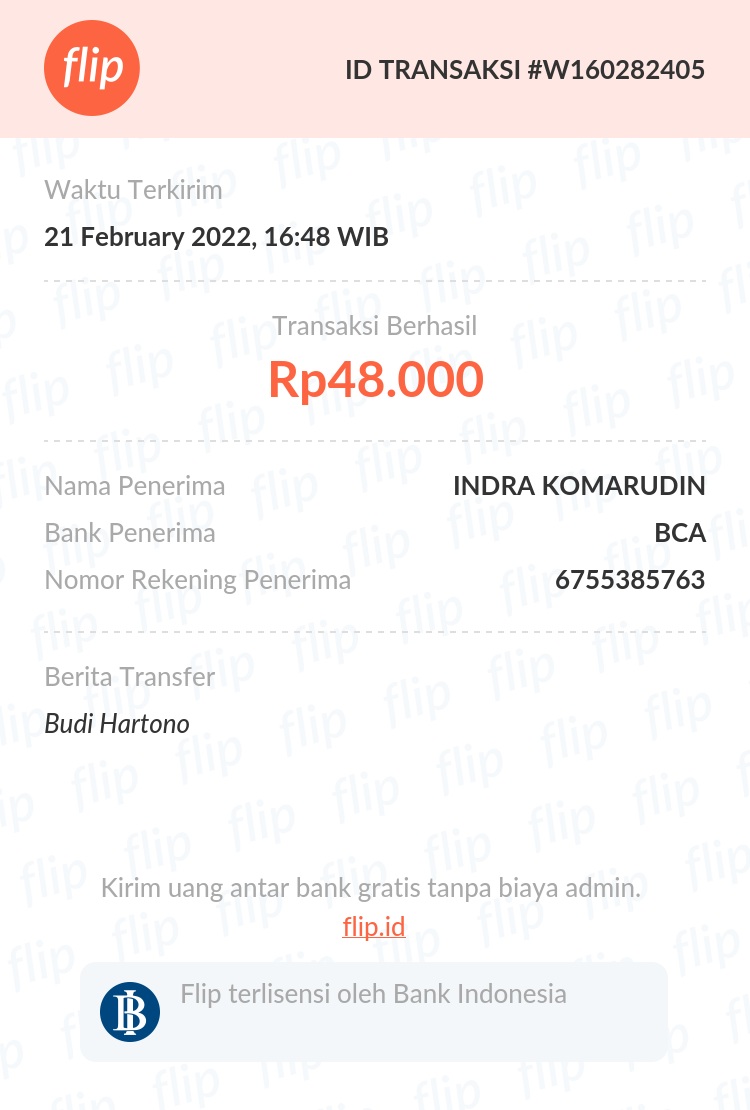 flip
ID TRANSAKSI #W160282405
Waktu Terkirim
21 February 2022, 16:48 WIB
Transaksi Berhasil
Rp48.000
Nama Penerima INDRA KOMARUDIN
Bank Penerima BCA
Nomor Rekening Penerima 6755385763
Berita Transfer
Budi Hartono
Kirim uang antar bank gratis tanpa biaya admin.
flip.id
Flip terlisensi oleh Bank Indonesia